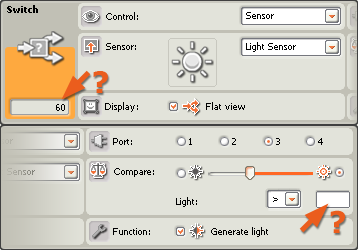 Switch
Control: Sensor
Sensor: Light Sensor
?
60
Display: Flat view
Port: 1 2 3 4
Sensor Compare:
Light: >
?
Function: Generate light